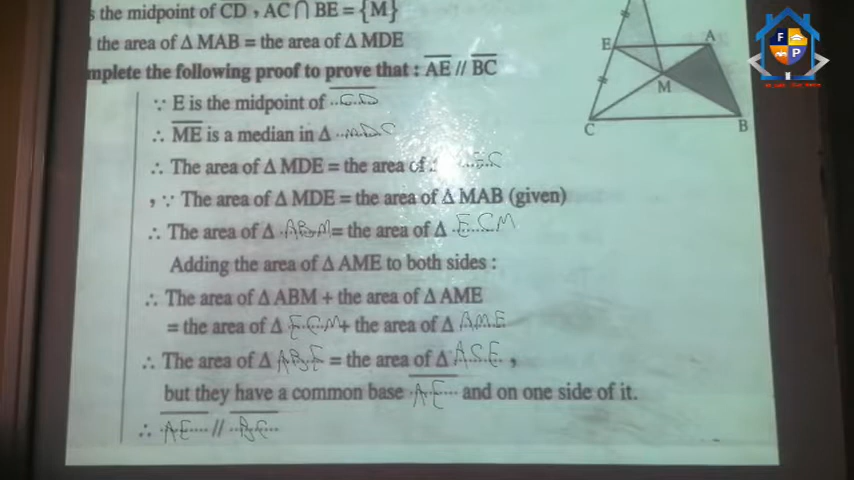 s the midpoint of CD , AC ∩ BE = {M}
the area of Δ MAB = the area of Δ MDE
mplete the following proof to prove that : AE // BC
∵ E is the midpoint of CD
∴ ME is a median in Δ MDC
∴ The area of Δ MDE = the area of EC
, ∵ The area of Δ MDE = the area of Δ MAB (given)
∴ The area of Δ ABM = the area of Δ ECM
Adding the area of Δ AME to both sides :
∴ The area of Δ ABM + the area of Δ AME
= the area of Δ ECM + the area of Δ AME
∴ The area of Δ ABE = the area of Δ ACE ,
but they have a common base AE and on one side of it.
∴ AE // BC
E
A
M
C
B
F
P